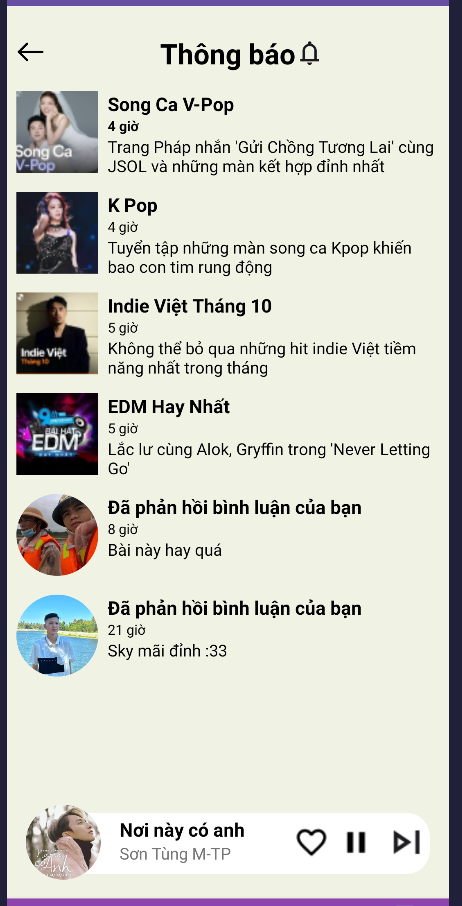 Thông báo
Song Ca
V-Pop
Song Ca V-Pop
4 giờ
Trang Pháp nhắn 'Gửi Chồng Tương Lai' cùng
JSOL và những màn kết hợp đỉnh nhất
K Pop
4 giờ
Tuyển tập những màn song ca Kpop khiến
bao con tim rung động
Indie Việt
Tháng 10
Indie Việt Tháng 10
5 giờ
Không thể bỏ qua những hit indie Việt tiềm
năng nhất trong tháng
BÀI HÁT
EDM
HAY NHẤT
EDM Hay Nhất
5 giờ
Lắc lư cùng Alok, Gryffin trong 'Never Letting
Go'
Đã phản hồi bình luận của bạn
8 giờ
Bài này hay quá
Đã phản hồi bình luận của bạn
21 giờ
Sky mãi đỉnh :33
Anh
Nơi này có anh
Sơn Tùng M-TP